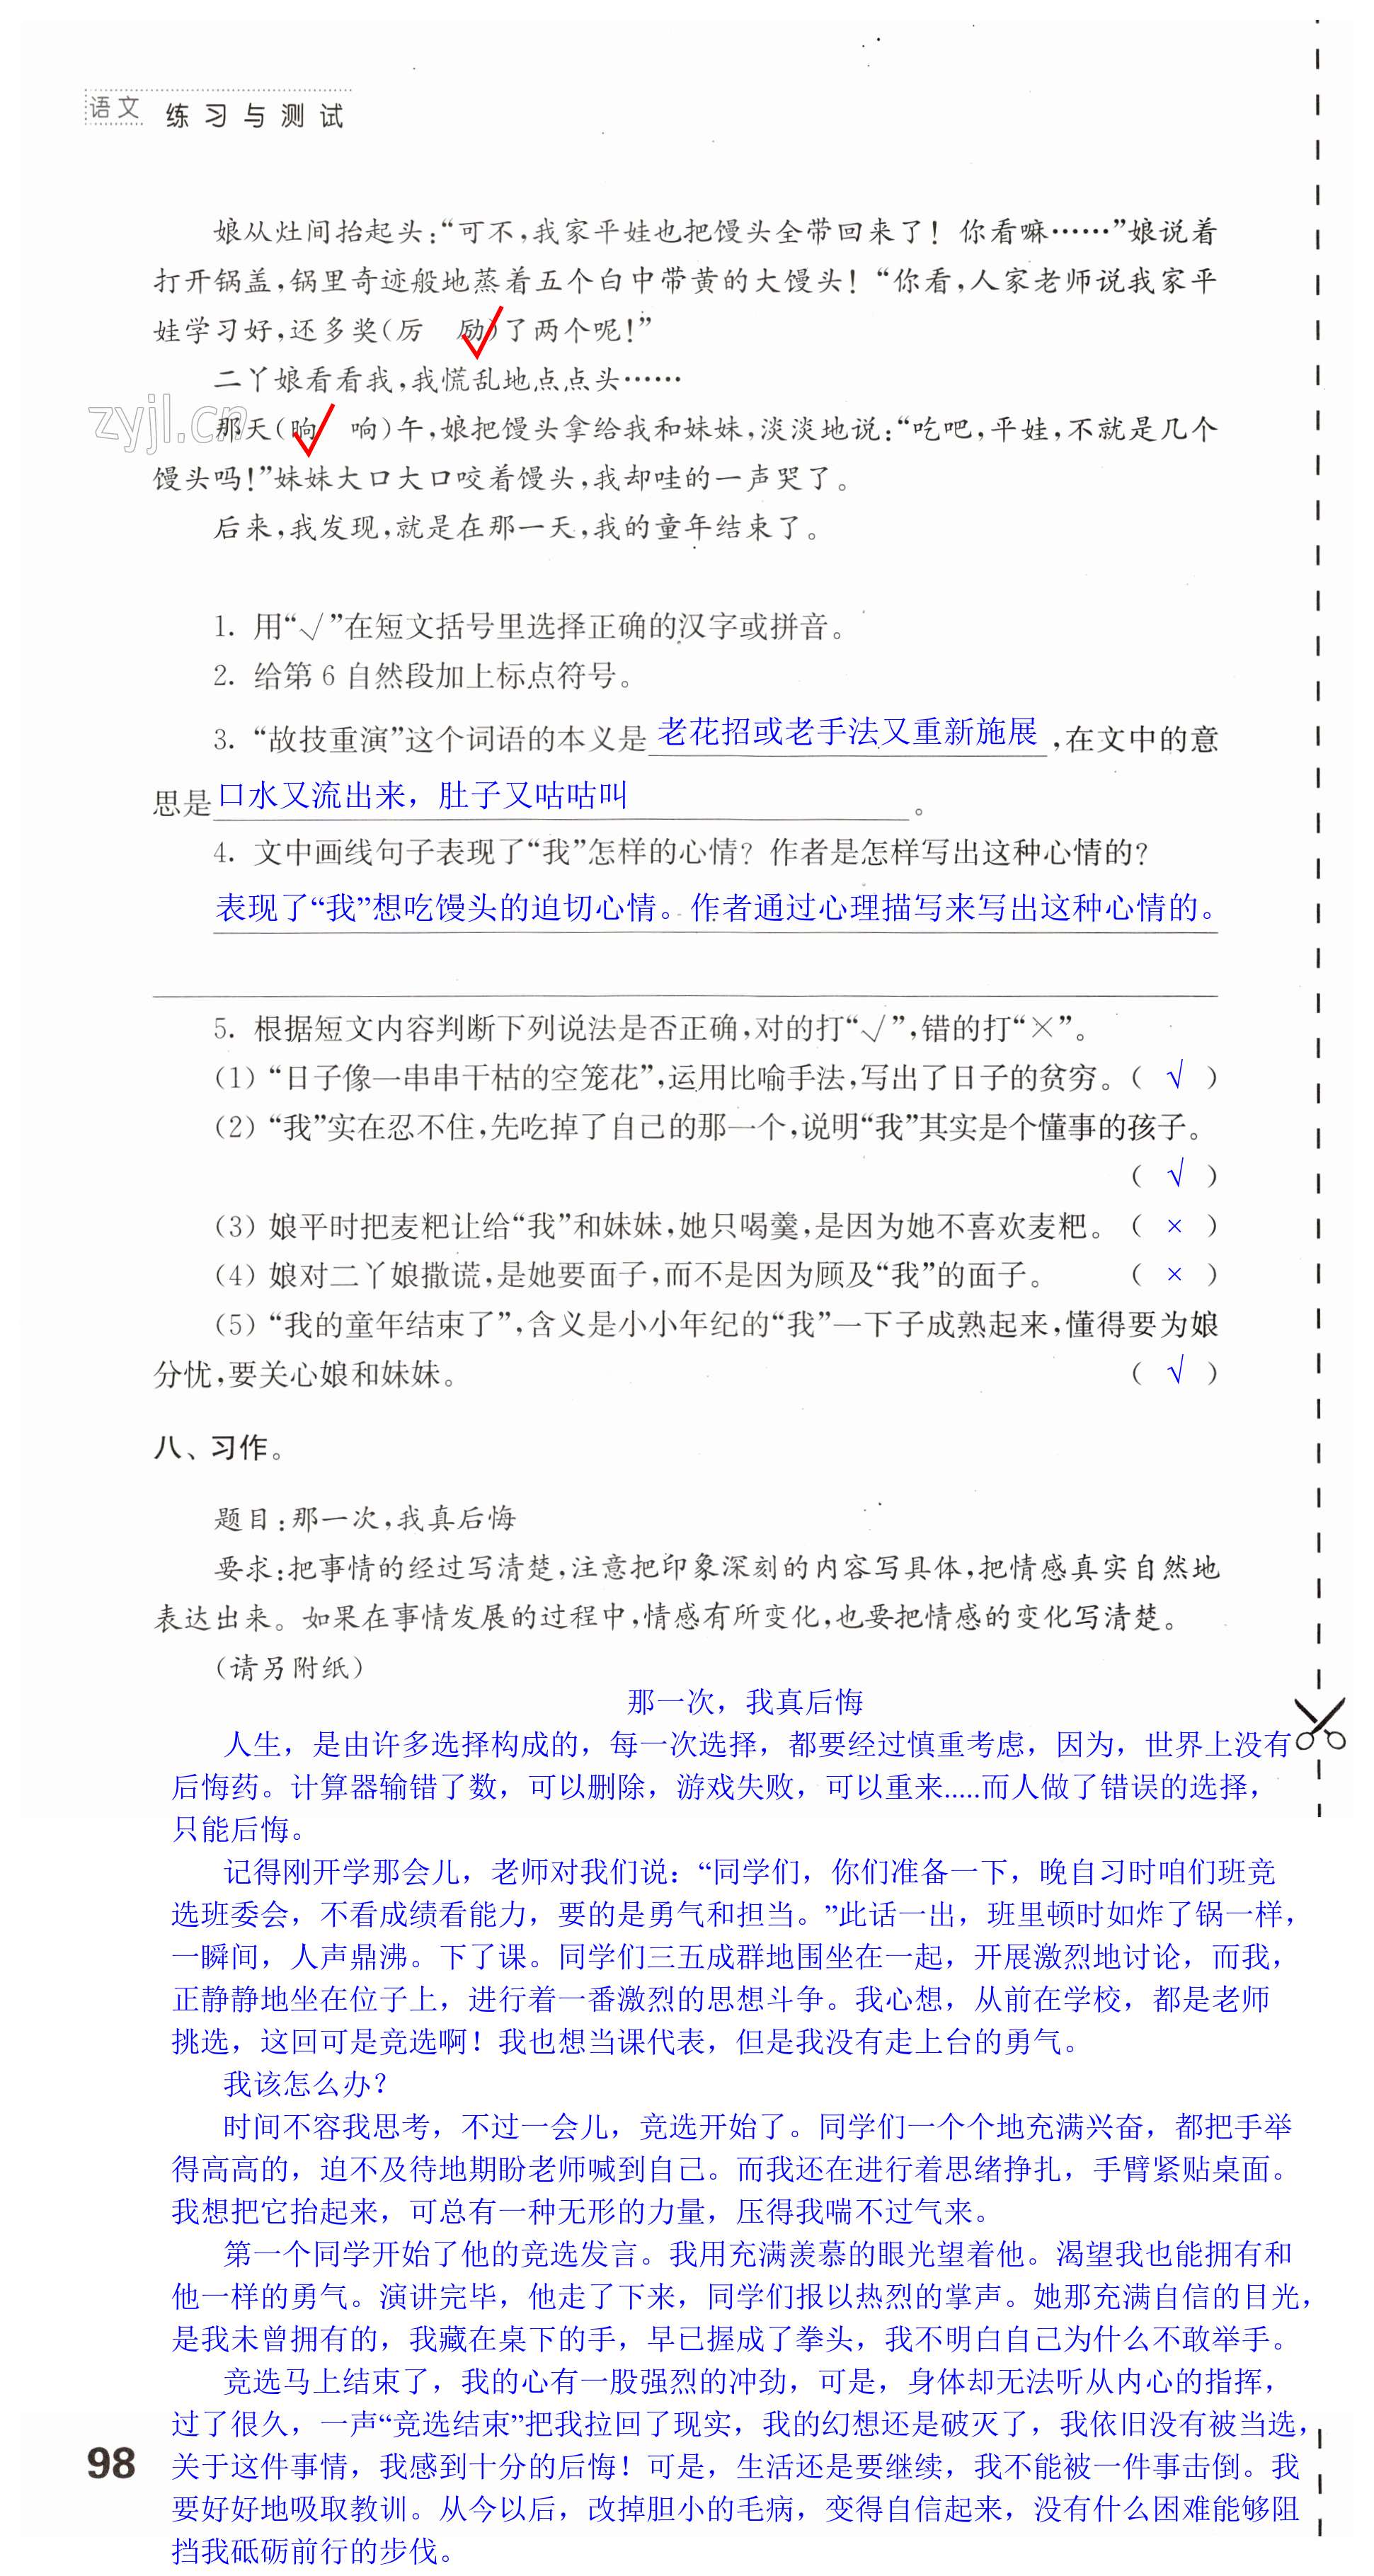 语文 练习与测试
娘从灶间抬起头:“可不,我家平娃也把馒头全带回来了! 你看嘛……”娘说着
打开锅盖,锅里奇迹般地蒸着五个白中带黄的大馒头! “你看,人家老师说我家平
娃学习好,还多奖(厉 励)了两个呢!”
√
二丫娘看看我,我慌乱地点点头……
zyjl.cn
那天(晌 响)午,娘把馒头拿给我和妹妹,淡淡地说:“吃吧,平娃,不就是几个
√
馒头吗!”妹妹大口大口咬着馒头,我却哇的一声哭了。
后来,我发现,就是在那一天,我的童年结束了。
1. 用“√”在短文括号里选择正确的汉字或拼音。
2. 给第 6 自然段加上标点符号。
3. “故技重演”这个词语的本义是 老花招或老手法又重新施展 ,在文中的意
思是 口水又流出来，肚子又咕咕叫 。
4. 文中画线句子表现了“我”怎样的心情? 作者是怎样写出这种心情的?
表现了“我”想吃馒头的迫切心情。作者通过心理描写来写出这种心情的。
5. 根据短文内容判断下列说法是否正确,对的打“√”,错的打“×”。
(1) “日子像一串串干枯的空笼花”,运用比喻手法,写出了日子的贫穷。( √ )
(2) “我”实在忍不住,先吃掉了自己的那一个,说明“我”其实是个懂事的孩子。
( √ )
(3) 娘平时把麦粑让给“我”和妹妹,她只喝羹,是因为她不喜欢麦粑。( × )
(4) 娘对二丫娘撒谎,是她要面子,而不是因为顾及“我”的面子。 ( × )
(5) “我的童年结束了”,含义是小小年纪的“我”一下子成熟起来,懂得要为娘
分忧,要关心娘和妹妹。 ( √ )
八、习作。
题目:那一次,我真后悔
要求:把事情的经过写清楚,注意把印象深刻的内容写具体,把情感真实自然地
表达出来。如果在事情发展的过程中,情感有所变化,也要把情感的变化写清楚。
(请另附纸)
那一次，我真后悔
人生，是由许多选择构成的，每一次选择，都要经过慎重考虑，因为，世界上没有
后悔药。计算器输错了数，可以删除，游戏失败，可以重来.....而人做了错误的选择，
只能后悔。
记得刚开学那会儿，老师对我们说：“同学们，你们准备一下，晚自习时咱们班竞
选班委会，不看成绩看能力，要的是勇气和担当。”此话一出，班里顿时如炸了锅一样，
一瞬间，人声鼎沸。下了课。同学们三五成群地围坐在一起，开展激烈地讨论，而我，
正静静地坐在位子上，进行着一番激烈的思想斗争。我心想，从前在学校，都是老师
挑选，这回可是竞选啊！我也想当课代表，但是我没有走上台的勇气。
我该怎么办？
时间不容我思考，不过一会儿，竞选开始了。同学们一个个地充满兴奋，都把手举
得高高的，迫不及待地期盼老师喊到自己。而我还在进行着思绪挣扎，手臂紧贴桌面。
我想把它抬起来，可总有一种无形的力量，压得我喘不过气来。
第一个同学开始了他的竞选发言。我用充满羡慕的眼光望着他。渴望我也能拥有和
他一样的勇气。演讲完毕，他走了下来，同学们报以热烈的掌声。她那充满自信的目光，
是我未曾拥有的，我藏在桌下的手，早已握成了拳头，我不明白自己为什么不敢举手。
竞选马上结束了，我的心有一股强烈的冲劲，可是，身体却无法听从内心的指挥，
过了很久，一声“竞选结束”把我拉回了现实，我的幻想还是破灭了，我依旧没有被当选，
关于这件事情，我感到十分的后悔！可是，生活还是要继续，我不能被一件事击倒。我
要好好地吸取教训。从今以后，改掉胆小的毛病，变得自信起来，没有什么困难能够阻
挡我砥砺前行的步伐。
98